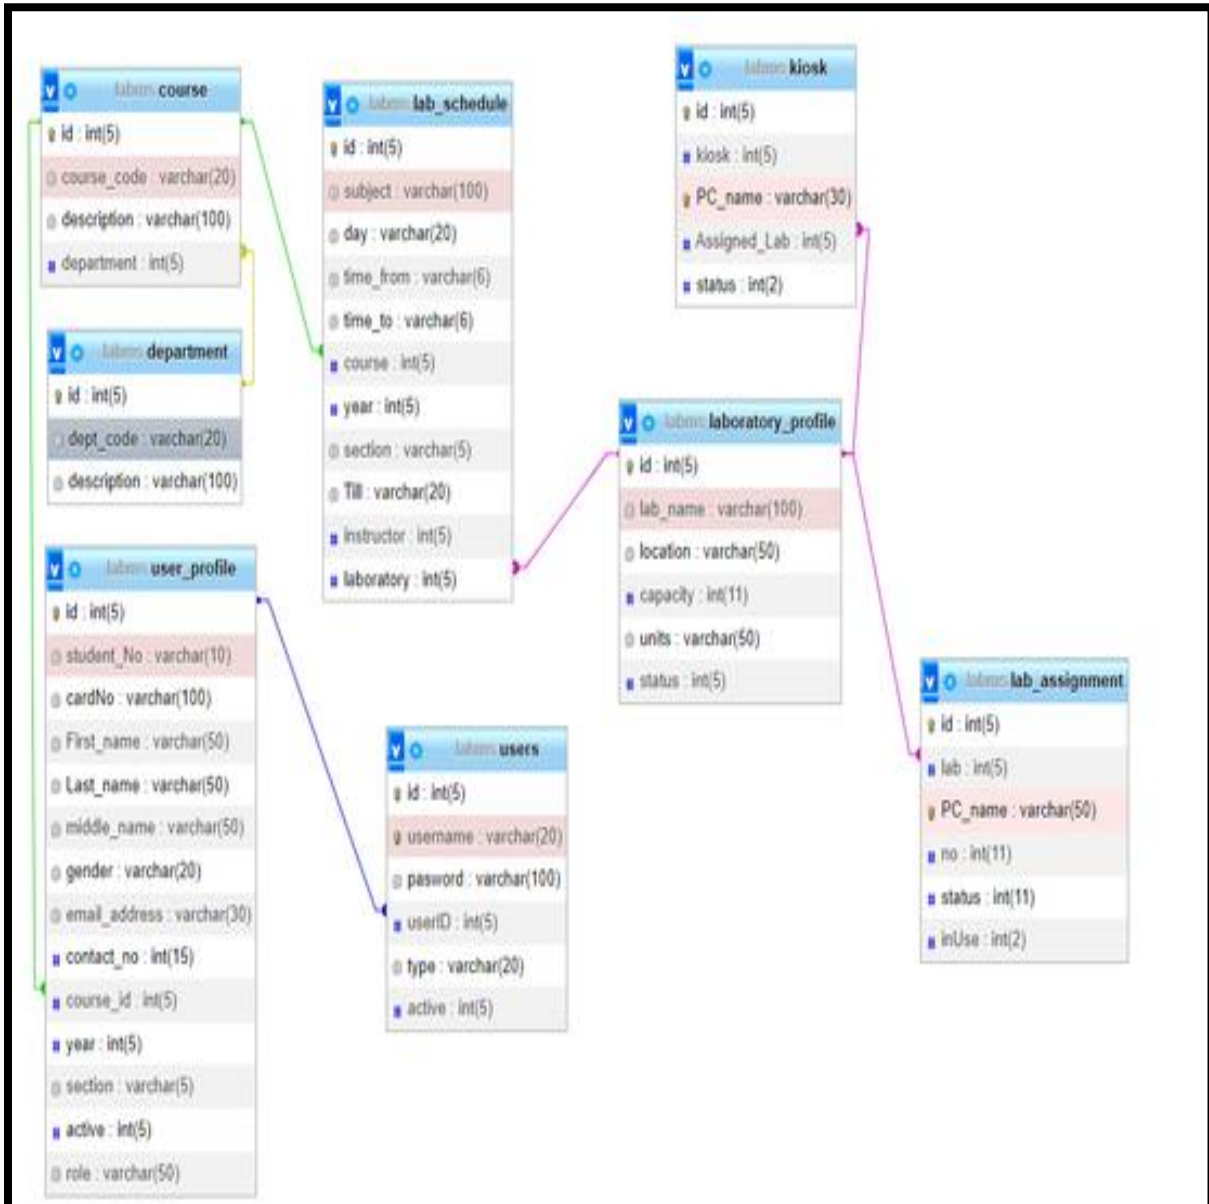 course
id : int(5)
course_code : varchar(20)
description : varchar(100)
department : int(5)
department
id : int(5)
dept_code : varchar(20)
description : varchar(100)
user_profile
id : int(5)
student_No : varchar(10)
cardNo : varchar(100)
First_name : varchar(50)
Last_name : varchar(50)
middle_name : varchar(50)
gender : varchar(20)
email_address : varchar(30)
contact_no : int(15)
course_id : int(5)
year : int(5)
section : varchar(5)
active : int(5)
role : varchar(50)
lab_schedule
id : int(5)
subject : varchar(100)
day : varchar(20)
time_from : varchar(6)
time_to : varchar(6)
course : int(5)
year : int(5)
section : varchar(5)
Till : varchar(20)
instructor : int(5)
laboratory : int(5)
users
id : int(5)
username : varchar(20)
pasword : varchar(100)
userID : int(5)
type : varchar(20)
active : int(5)
kiosk
id : int(5)
kiosk : int(5)
PC_name : varchar(30)
Assigned_Lab : int(5)
status : int(2)
laboratory_profile
id : int(5)
lab_name : varchar(100)
location : varchar(50)
capacity : int(11)
units : varchar(50)
status : int(5)
lab_assignment
id : int(5)
lab : int(5)
PC_name : varchar(50)
no : int(11)
status : int(11)
inUse : int(2)